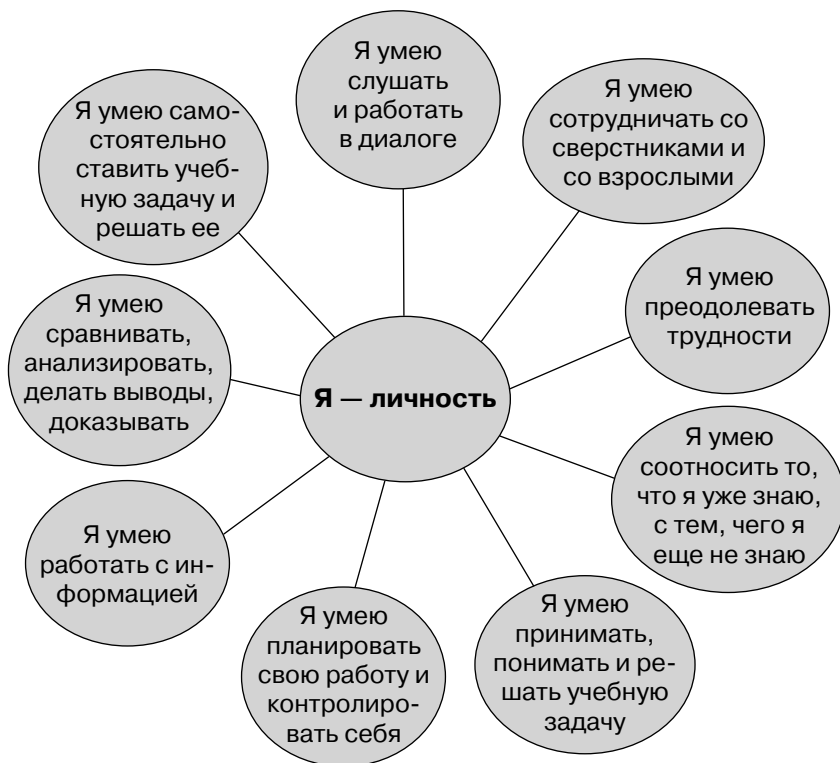 Я умею
слушать
и работать
в диалоге
Я умею
сотрудничать со
сверстниками и
со взрослыми
Я умею
преодолевать
трудности
Я умею
соотносить то,
что я уже знаю,
с тем, чего я
еще не знаю
Я умею
принимать,
понимать и ре-
шать учебную
задачу
Я умею
планировать
свою работу и
контролиро-
вать себя
Я умею
работать с ин-
формацией
Я умею
сравнивать,
анализировать,
делать выводы,
доказывать
Я умею само-
стоятельно
ставить учеб-
ную задачу и
решать ее
Я — личность